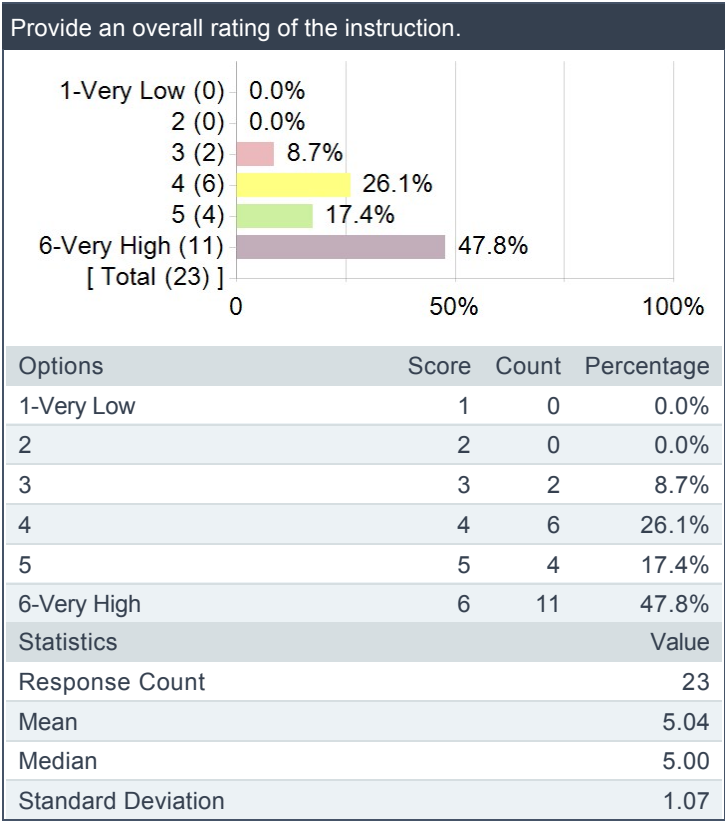 Provide an overall rating of the instruction.
1-Very Low (0) 0.0%
2 (0) 0.0%
3 (2) 8.7%
4 (6) 26.1%
5 (4) 17.4%
6-Very High (11) 47.8%
[ Total (23) ]
0 50% 100%
Options Score Count Percentage
1-Very Low 1 0 0.0%
2 2 0 0.0%
3 3 2 8.7%
4 4 6 26.1%
5 5 4 17.4%
6-Very High 6 11 47.8%
Statistics Value
Response Count 23
Mean 5.04
Median 5.00
Standard Deviation 1.07